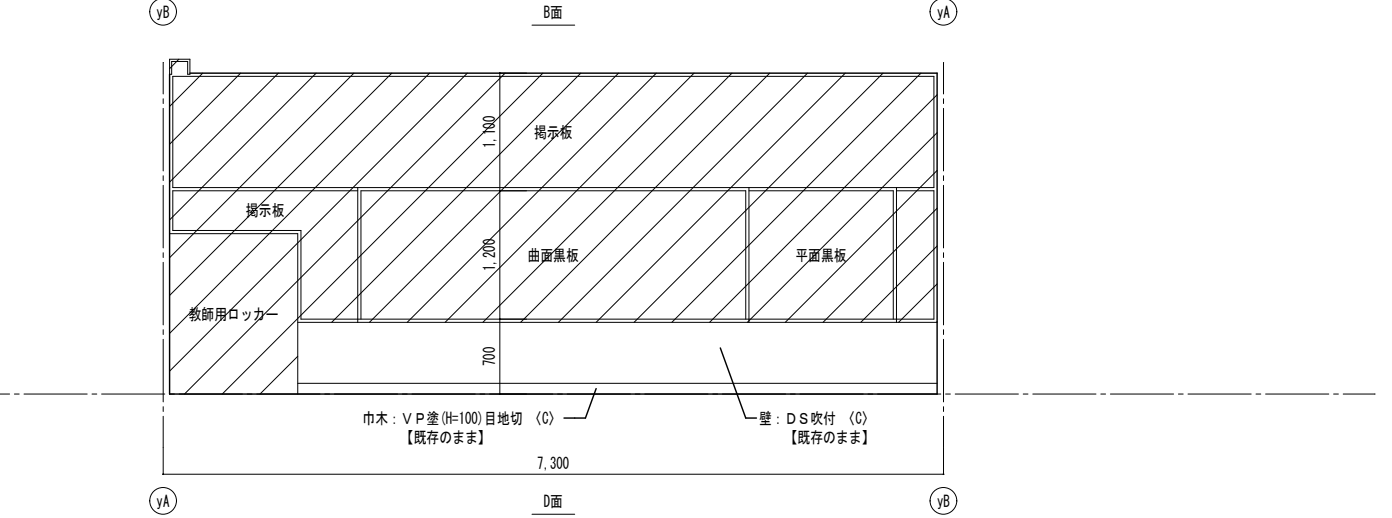 yB
B面
yA
1,100
掲示板
掲示板
1,200
曲面黒板
平面黒板
教師用ロッカー
700
巾木：ＶＰ塗(H=100)目地切 〈C〉
【既存のまま】
壁：ＤＳ吹付 〈C〉
【既存のまま】
7,300
yA
D面
yB